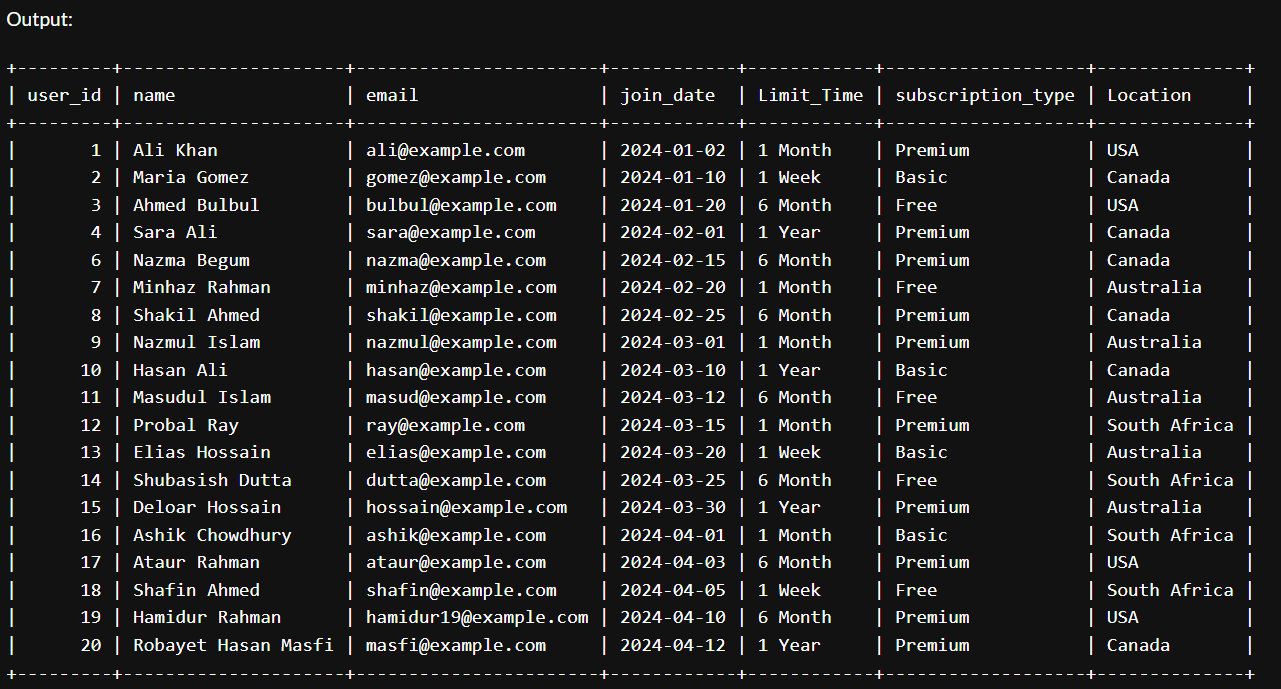 Output:
+---------+---------------------+-----------------------+------------+------------+-------------------+--------------+
| user_id | name                | email                 | join_date  | Limit_Time | subscription_type | Location     |
+---------+---------------------+-----------------------+------------+------------+-------------------+--------------+
|       1 | Ali Khan            | ali@example.com       | 2024-01-02 | 1 Month    | Premium           | USA          |
|       2 | Maria Gomez         | gomez@example.com     | 2024-01-10 | 1 Week     | Basic             | Canada       |
|       3 | Ahmed Bulbul        | bulbul@example.com    | 2024-01-20 | 6 Month    | Free              | USA          |
|       4 | Sara Ali            | sara@example.com      | 2024-02-01 | 1 Year     | Premium           | Canada       |
|       6 | Nazma Begum         | nazma@example.com     | 2024-02-15 | 6 Month    | Premium           | Canada       |
|       7 | Minhaz Rahman       | minhaz@example.com    | 2024-02-20 | 1 Month    | Free              | Australia    |
|       8 | Shakil Ahmed        | shakil@example.com    | 2024-02-25 | 6 Month    | Premium           | Canada       |
|       9 | Nazmul Islam        | nazmul@example.com    | 2024-03-01 | 1 Month    | Premium           | Australia    |
|      10 | Hasan Ali           | hasan@example.com     | 2024-03-10 | 1 Year     | Basic             | Canada       |
|      11 | Masudul Islam       | masud@example.com     | 2024-03-12 | 6 Month    | Free              | Australia    |
|      12 | Probal Ray          | ray@example.com       | 2024-03-15 | 1 Month    | Premium           | South Africa |
|      13 | Elias Hossain       | elias@example.com     | 2024-03-20 | 1 Week     | Basic             | Australia    |
|      14 | Shubasish Dutta     | dutta@example.com     | 2024-03-25 | 6 Month    | Free              | South Africa |
|      15 | Deloar Hossain      | hossain@example.com   | 2024-03-30 | 1 Year     | Premium           | Australia    |
|      16 | Ashik Chowdhury     | ashik@example.com     | 2024-04-01 | 1 Month    | Basic             | South Africa |
|      17 | Ataur Rahman        | ataur@example.com     | 2024-04-03 | 6 Month    | Premium           | USA          |
|      18 | Shafin Ahmed        | shafin@example.com    | 2024-04-05 | 1 Week     | Free              | South Africa |
|      19 | Hamidur Rahman      | hamidur19@example.com | 2024-04-10 | 6 Month    | Premium           | USA          |
|      20 | Robayet Hasan Masfi | masfi@example.com     | 2024-04-12 | 1 Year     | Premium           | Canada       |
+---------+---------------------+-----------------------+------------+------------+-------------------+--------------+